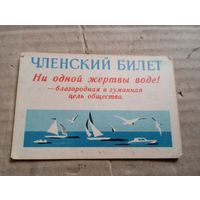 ЧЛЕНСКИЙ БИЛЕТ
Ни одной жертвы воде!
— благородная и гуманная
цель общества.